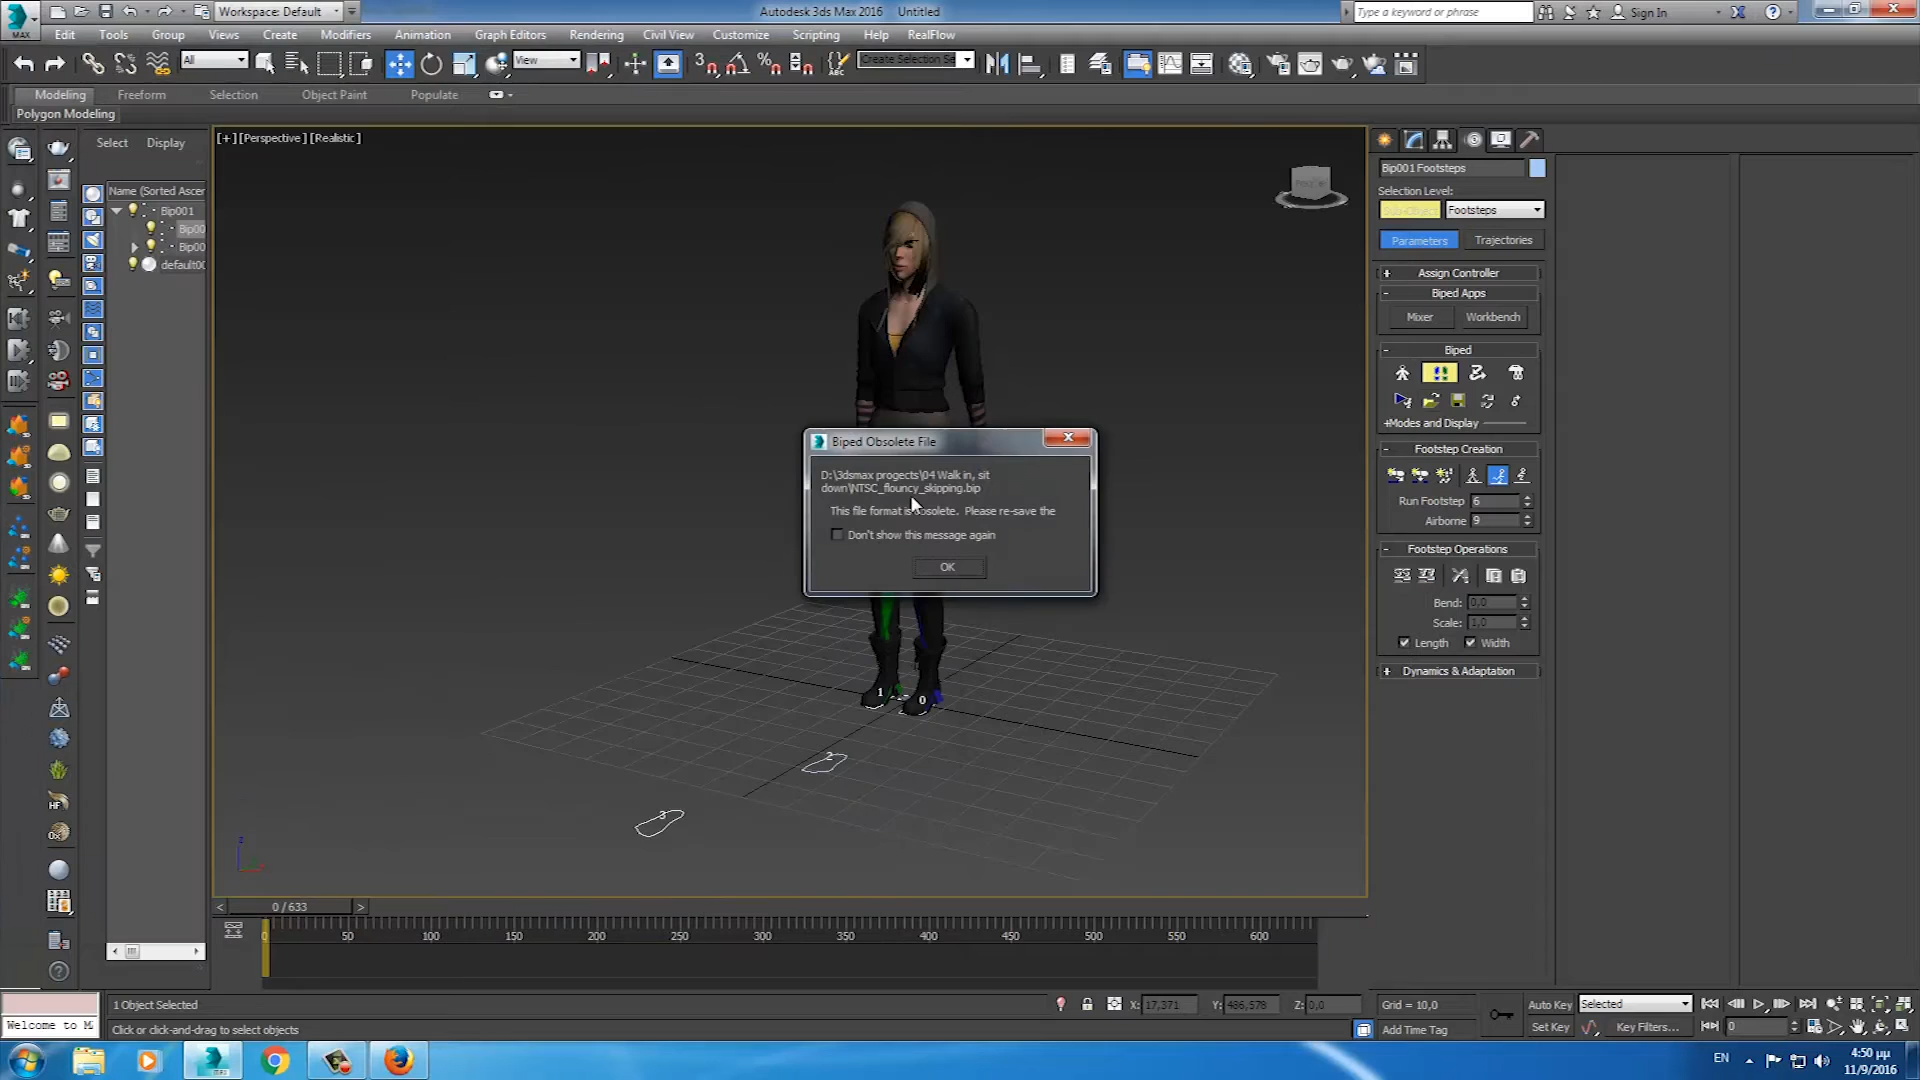 Workspace: Default
Autodesk 3ds Max 2016 Untitled
Type a keyword or phrase
Sign In
MAX
Edit Tools Group Views Create Modifiers Animation Graph Editors Rendering Civil View Customize Scripting Help RealFlow
All
View
Create Selection Se
Modeling Freeform Selection Object Paint Populate
Polygon Modeling
Select Display
Name (Sorted Ascer
Bip001
Bip00
Bip00
default00
[+] [Perspective] [Realistic]
Biped Obsolete File
D:\3dsmax progects\04 Walk in, sit
down\NTSC_flouncy_skipping.bip
This file format is obsolete. Please re-save the
Don't show this message again
OK
1
0
2
3
Bip001 Footsteps
Selection Level:
Footsteps
Parameters Trajectories
+ Assign Controller
- Biped Apps
Mixer Workbench
- Biped
+Modes and Display
- Footstep Creation
Run Footstep 6
Airborne 9
- Footstep Operations
Bend: 0,0
Scale: 1,0
Length Width
+ Dynamics & Adaptation
< 0 / 633 >
0 50 100 150 200 250 300 350 400 450 500 550 600
1 Object Selected
X: 17,371 Y: 486,578 Z: 0,0
Grid = 10,0
Auto Key Selected
Welcome to M
Click or click-and-drag to select objects
Add Time Tag
Set Key Key Filters...
0
EN
4:50 μμ
11/9/2016